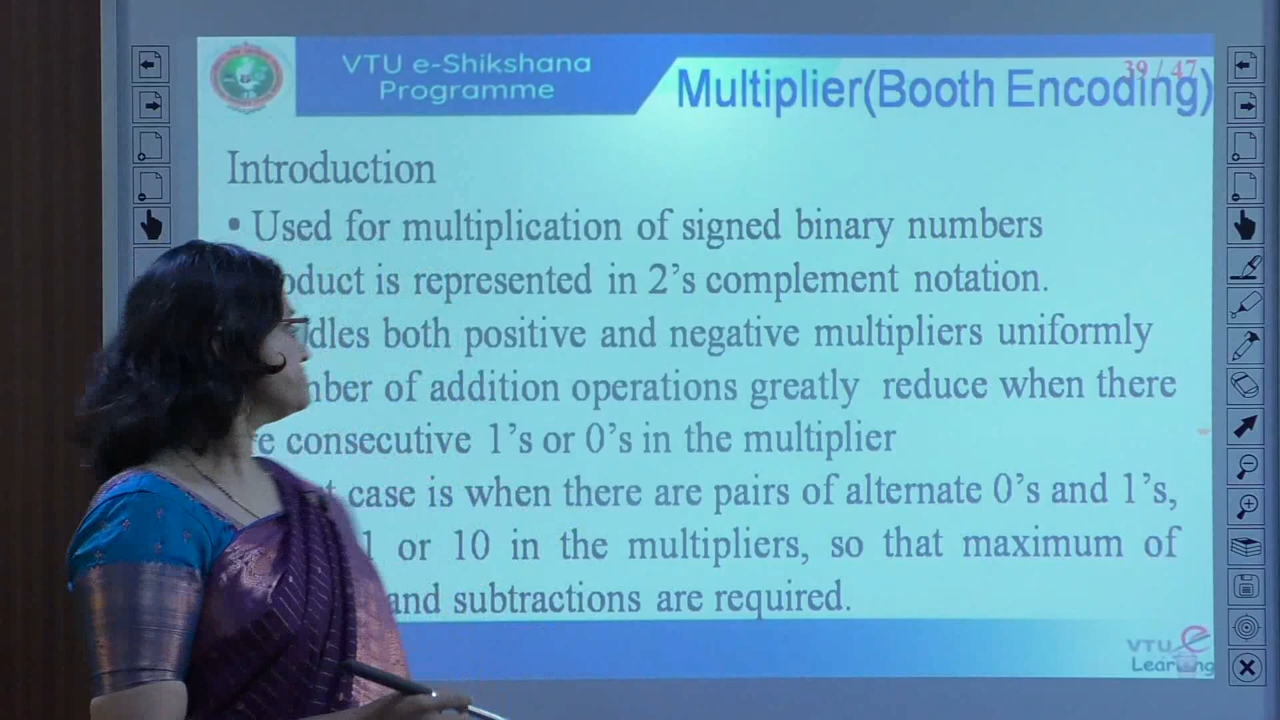 VTU e-Shikshana
Programme
39 / 47
Multiplier(Booth Encoding)
Introduction
• Used for multiplication of signed binary numbers
oduct is represented in 2's complement notation.
dles both positive and negative multipliers uniformly
nber of addition operations greatly reduce when there
e consecutive 1's or 0's in the multiplier
t case is when there are pairs of alternate 0's and 1's,
1 or 10 in the multipliers, so that maximum of
and subtractions are required.
VTU e
Learning